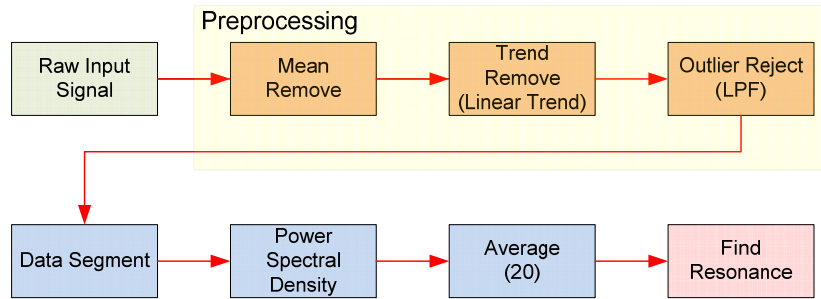 Preprocessing
Raw Input
Signal
Mean
Remove
Trend
Remove
(Linear Trend)
Outlier Reject
(LPF)
Data Segment
Power
Spectral
Density
Average
(20)
Find
Resonance